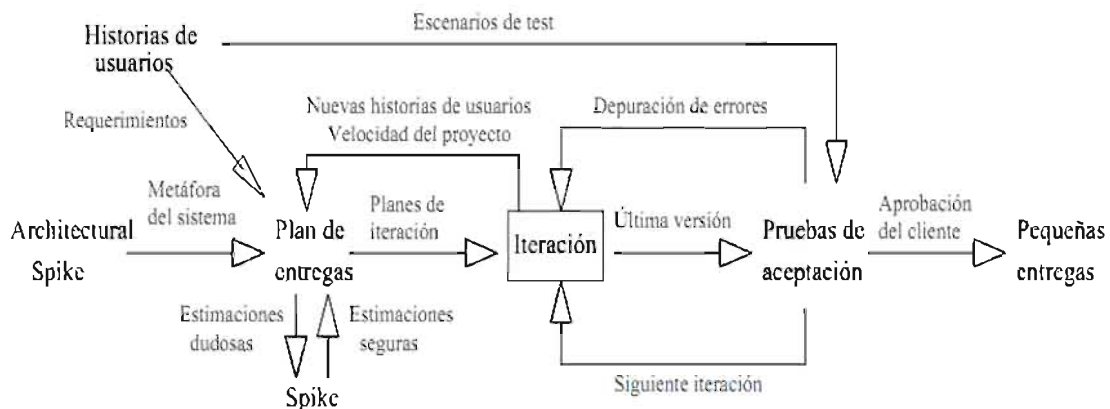 Escenarios de test
Historias de
usuarios
Requerimientos
Nuevas historias de usuarios
Velocidad del proyecto
Depuración de errores
Metáfora
del sistema
Architectural
Spike
Plan de
entregas
Planes de
iteración
Iteración
Última versión
Pruebas de
aceptación
Aprobación
del cliente
Pequeñas
entregas
Estimaciones
dudosas
Estimaciones
seguras
Spike
Siguiente iteración